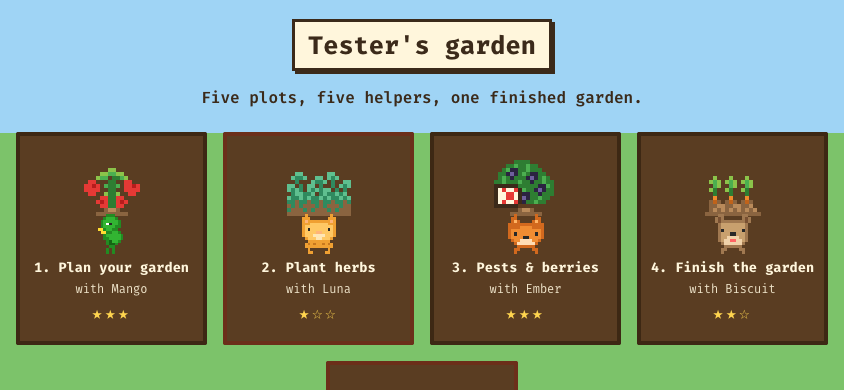 Tester's garden
Five plots, five helpers, one finished garden.
1. Plan your garden
with Mango
★★★
2. Plant herbs
with Luna
★☆☆
3. Pests & berries
with Ember
★★★
4. Finish the garden
with Biscuit
★★☆